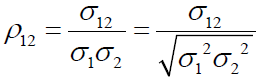 ρ₁₂ = σ₁₂ / σ₁σ₂ = σ₁₂ / √(σ₁²σ₂²)